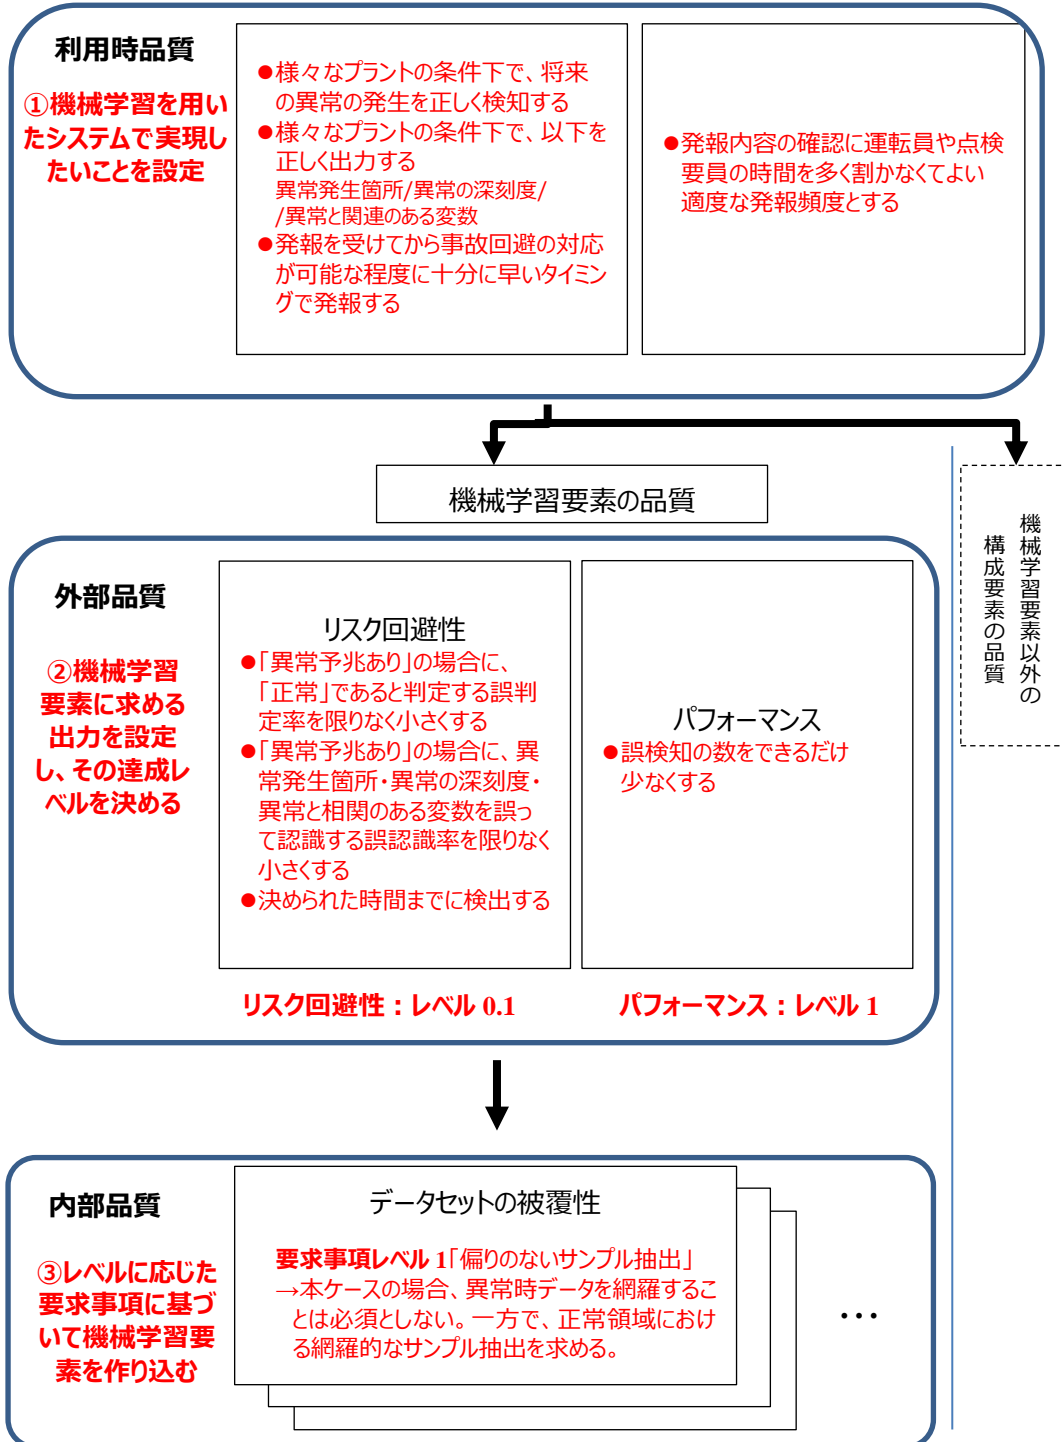 利用時品質
①機械学習を用い
たシステムで実現し
たいことを設定
●様々なプラントの条件下で、将来
の異常の発生を正しく検知する
●様々なプラントの条件下で、以下を
正しく出力する
異常発生箇所/異常の深刻度/
/異常と関連のある変数
●発報を受けてから事故回避の対応
が可能な程度に十分に早いタイミン
グで発報する
●発報内容の確認に運転員や点検
要員の時間を多く割かなくてよい
適度な発報頻度とする
機械学習要素の品質
機械学習要素以外の
構成要素の品質
外部品質
②機械学習
要素に求める
出力を設定
し、その達成レ
ベルを決める
リスク回避性
●「異常予兆あり」の場合に、
「正常」であると判定する誤判
定率を限りなく小さくする
●「異常予兆あり」の場合に、異
常発生箇所・異常の深刻度・
異常と相関のある変数を誤っ
て認識する誤認識率を限りなく
小さくする
●決められた時間までに検出する
パフォーマンス
●誤検知の数をできるだけ
少なくする
リスク回避性：レベル 0.1
パフォーマンス：レベル 1
内部品質
③レベルに応じた
要求事項に基づ
いて機械学習要
素を作り込む
データセットの被覆性
要求事項レベル 1「偏りのないサンプル抽出」
→本ケースの場合、異常時データを網羅するこ
とは必須としない。一方で、正常領域におけ
る網羅的なサンプル抽出を求める。
…